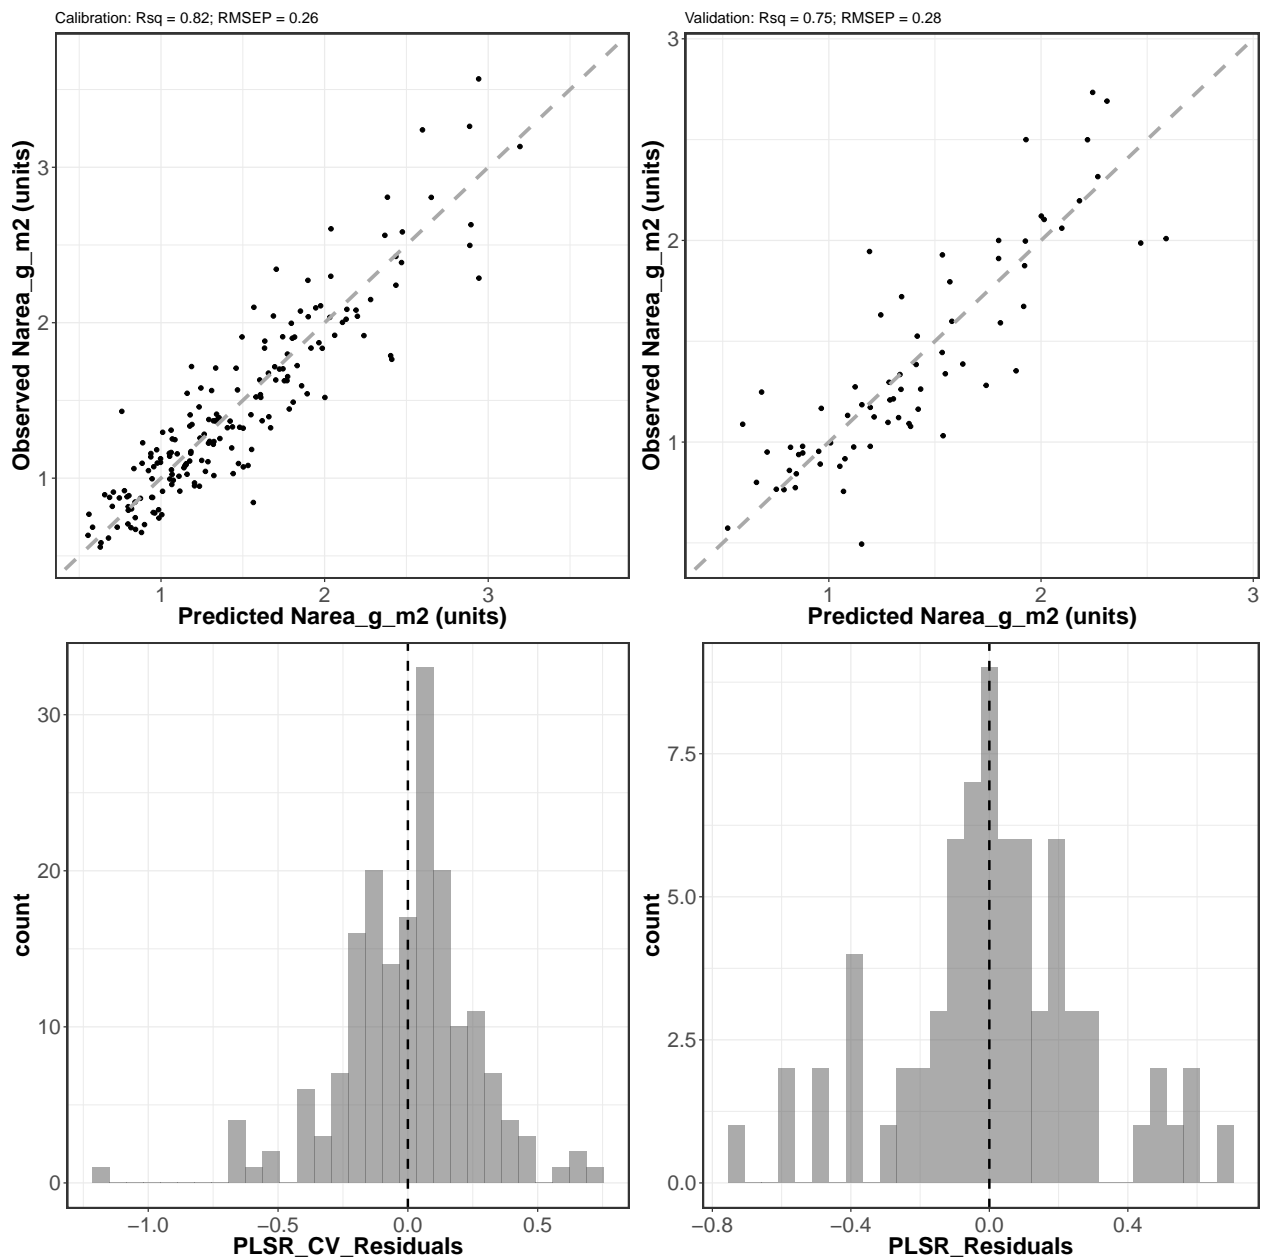 Calibration: Rsq = 0.82; RMSEP = 0.26
Validation: Rsq = 0.75; RMSEP = 0.28
Observed Narea_g_m2 (units)
3
2
1
1 2 3
Predicted Narea_g_m2 (units)
Observed Narea_g_m2 (units)
3
2
1
1 2 3
Predicted Narea_g_m2 (units)
count
30
20
10
0
−1.0 −0.5 0.0 0.5
PLSR_CV_Residuals
count
7.5
5.0
2.5
0.0
−0.8 −0.4 0.0 0.4
PLSR_Residuals